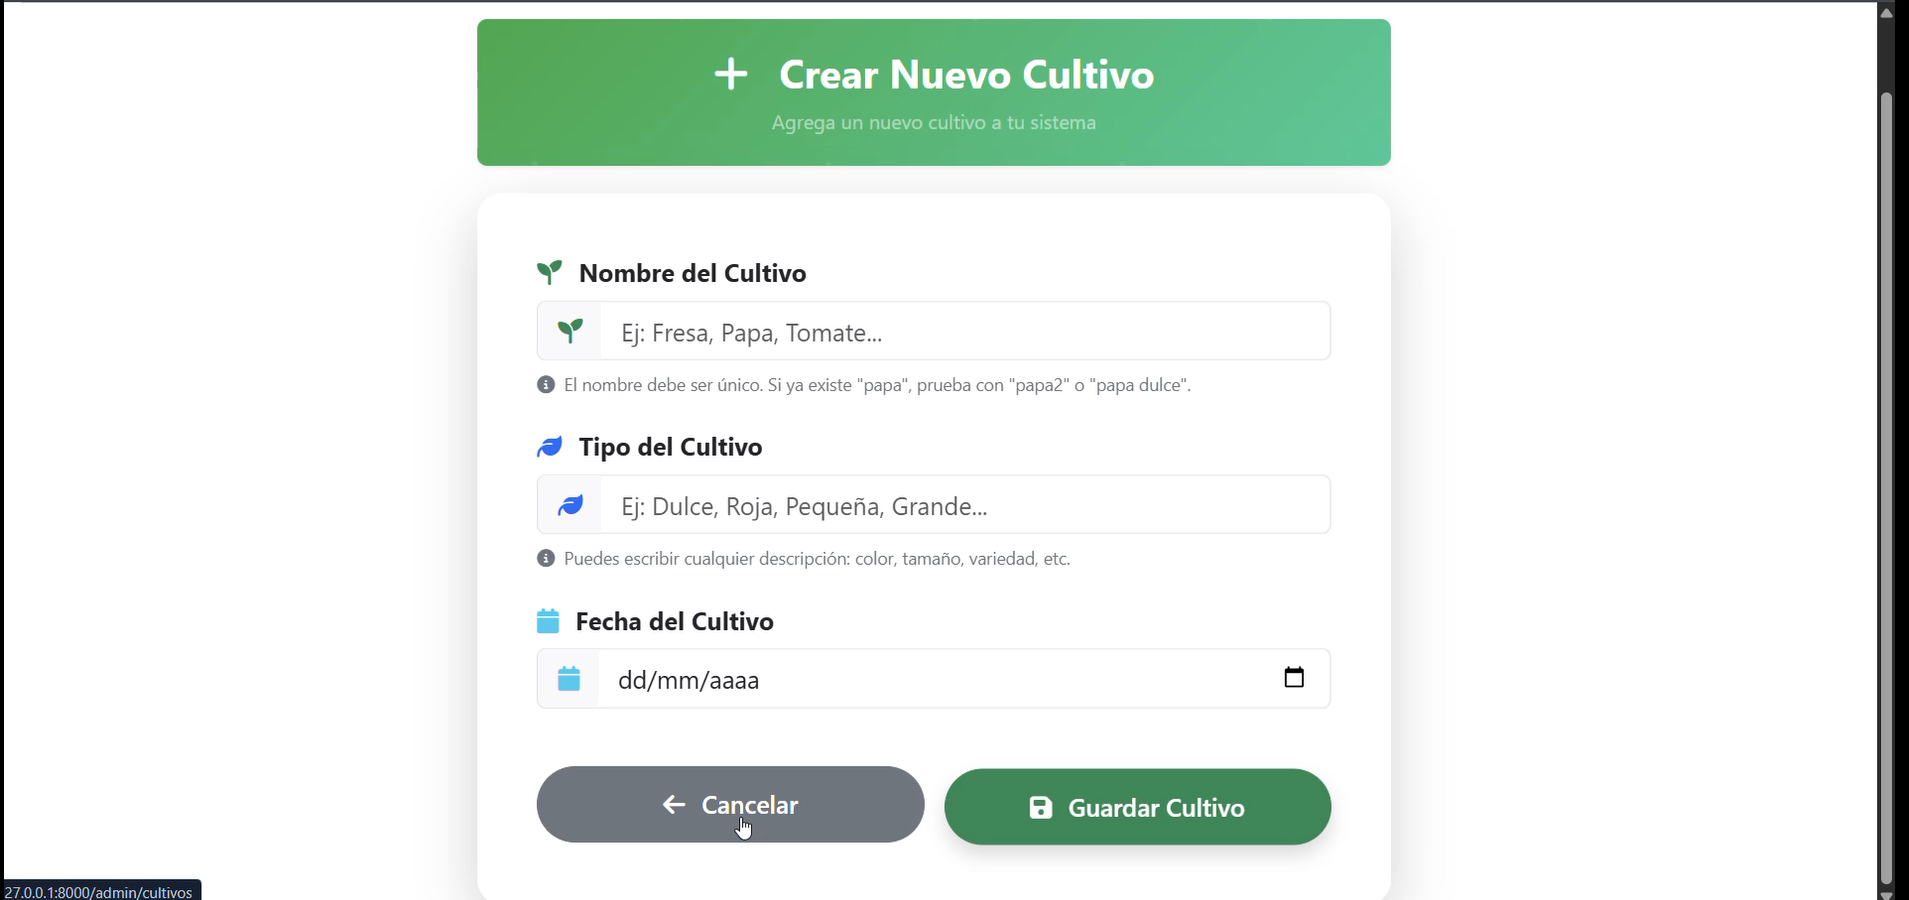 Crear Nuevo Cultivo
Agrega un nuevo cultivo a tu sistema
Nombre del Cultivo
Ej: Fresa, Papa, Tomate...
El nombre debe ser único. Si ya existe "papa", prueba con "papa2" o "papa dulce".
Tipo del Cultivo
Ej: Dulce, Roja, Pequeña, Grande...
Puedes escribir cualquier descripción: color, tamaño, variedad, etc.
Fecha del Cultivo
dd/mm/aaaa
Cancelar
Guardar Cultivo
27.0.0.1:8000/admin/cultivos